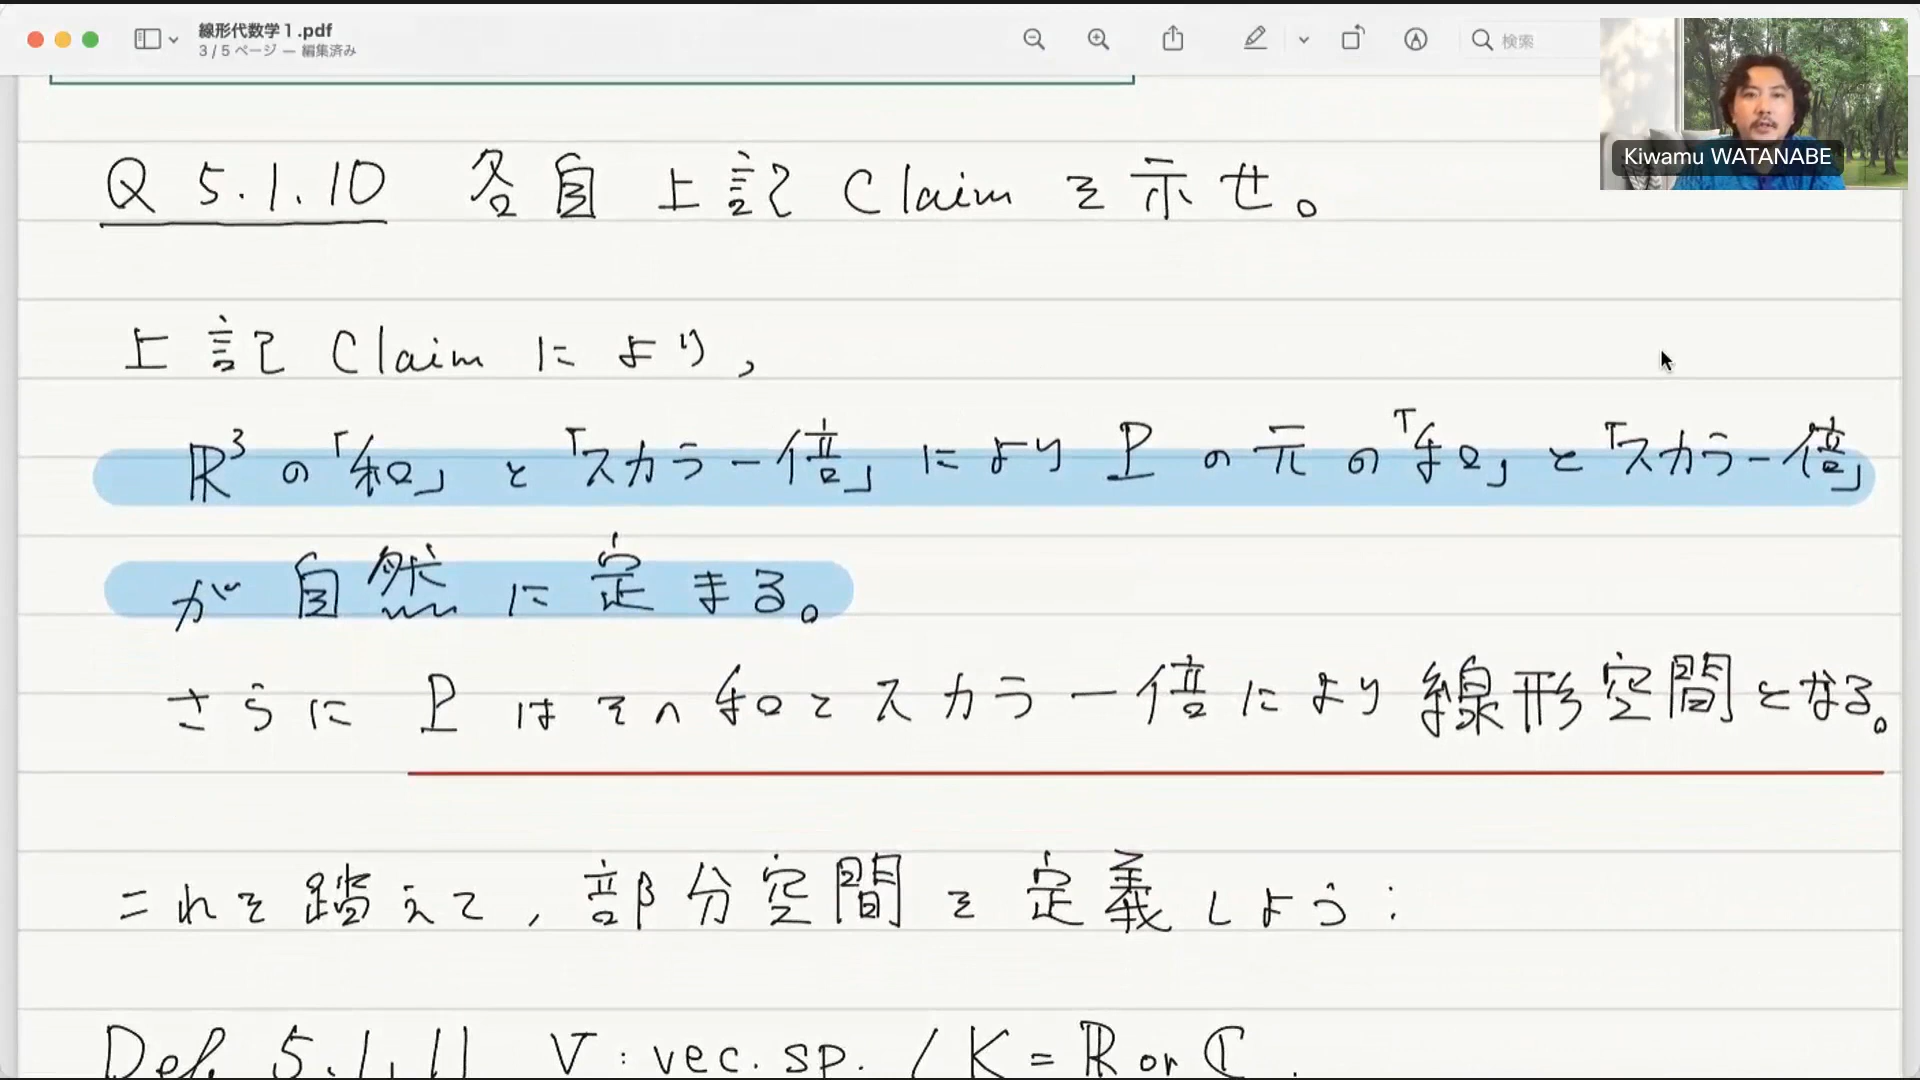 線形代数学1.pdf
3 / 5 ページ — 編集済み
検索
Kiwamu WATANABE
Q 5.1.10 各自上記 Claim を示せ。
上記 Claim により,
ℝ³ の「和」と「スカラー倍」により P の元の「和」と「スカラー倍」
が自然に定まる。
さらに P はその和とスカラー倍により線形空間となる。
これを踏まえて, 部分空間を定義しよう:
Def. 5.1.11 V : vec. sp. / K = ℝ or ℂ.